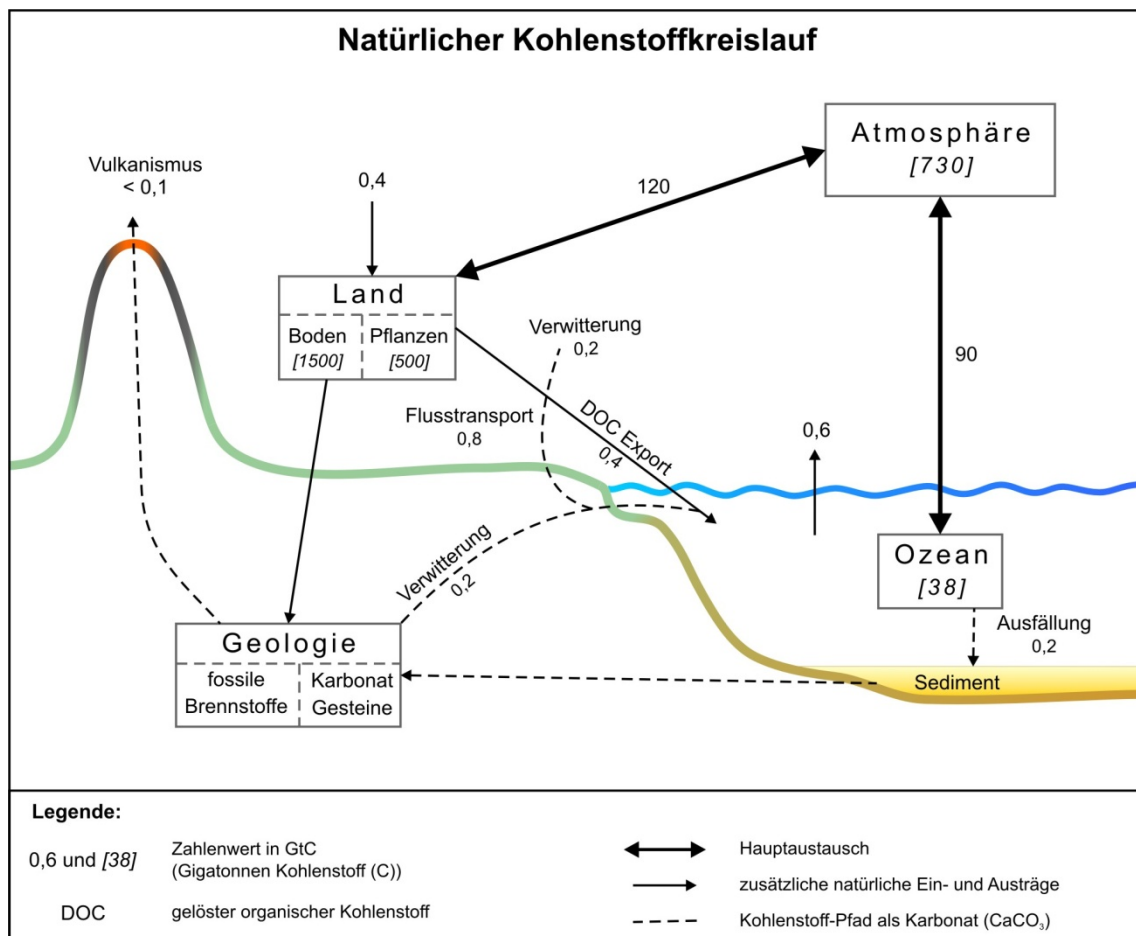 Natürlicher Kohlenstoffkreislauf
Atmosphäre
[730]
Vulkanismus
< 0,1
0,4
120
Land
Boden
[1500]
Pflanzen
[500]
Verwitterung
0,2
90
Flusstransport
0,8
DOC Export
0,4
0,6
Verwitterung
0,2
Ozean
[38]
Ausfällung
0,2
Geologie
fossile
Brennstoffe
Karbonat
Gesteine
Sediment
Legende:
0,6 und [38]
Zahlenwert in GtC
(Gigatonnen Kohlenstoff (C))
DOC
gelöster organischer Kohlenstoff
Hauptaustausch
zusätzliche natürliche Ein- und Austräge
Kohlenstoff-Pfad als Karbonat (CaCO₃)